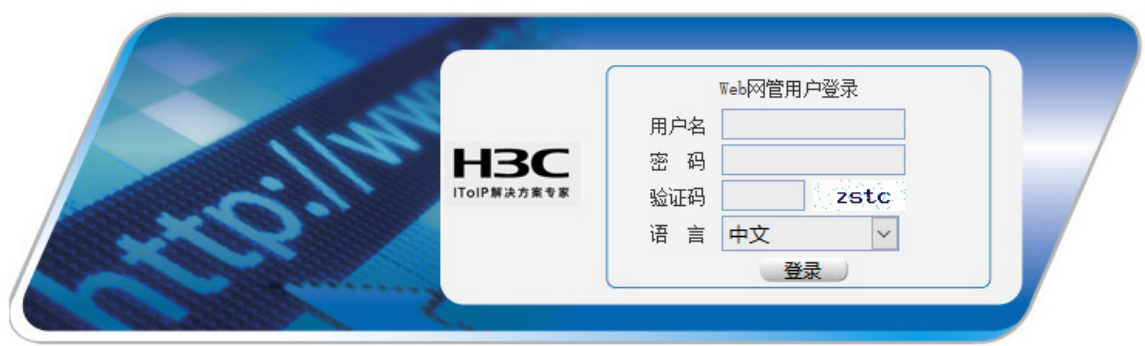 http://www
H3C
IToIP解决方案专家
Web网管用户登录
用户名
密 码
验证码 zstc
语 言 中文
登录